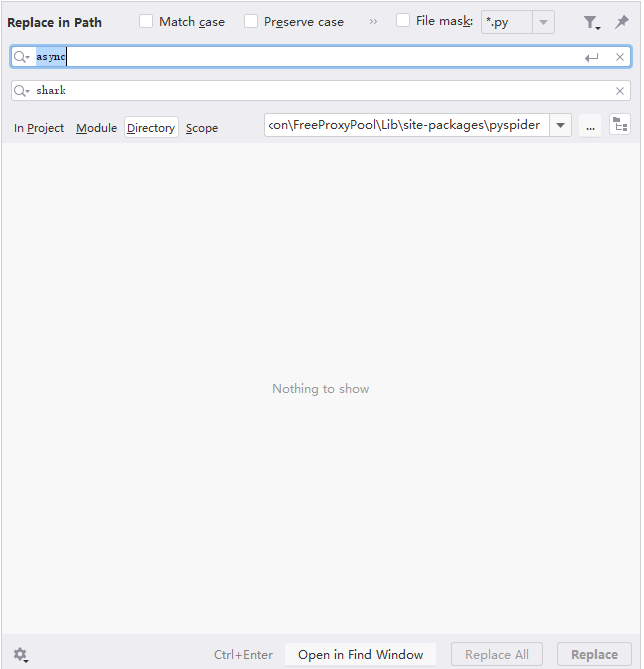 Replace in Path Match case Preserve case » File mask: *.py
async
shark
In Project Module Directory Scope con\FreeProxyPool\Lib\site-packages\pyspider ...
Nothing to show
Ctrl+Enter Open in Find Window Replace All Replace